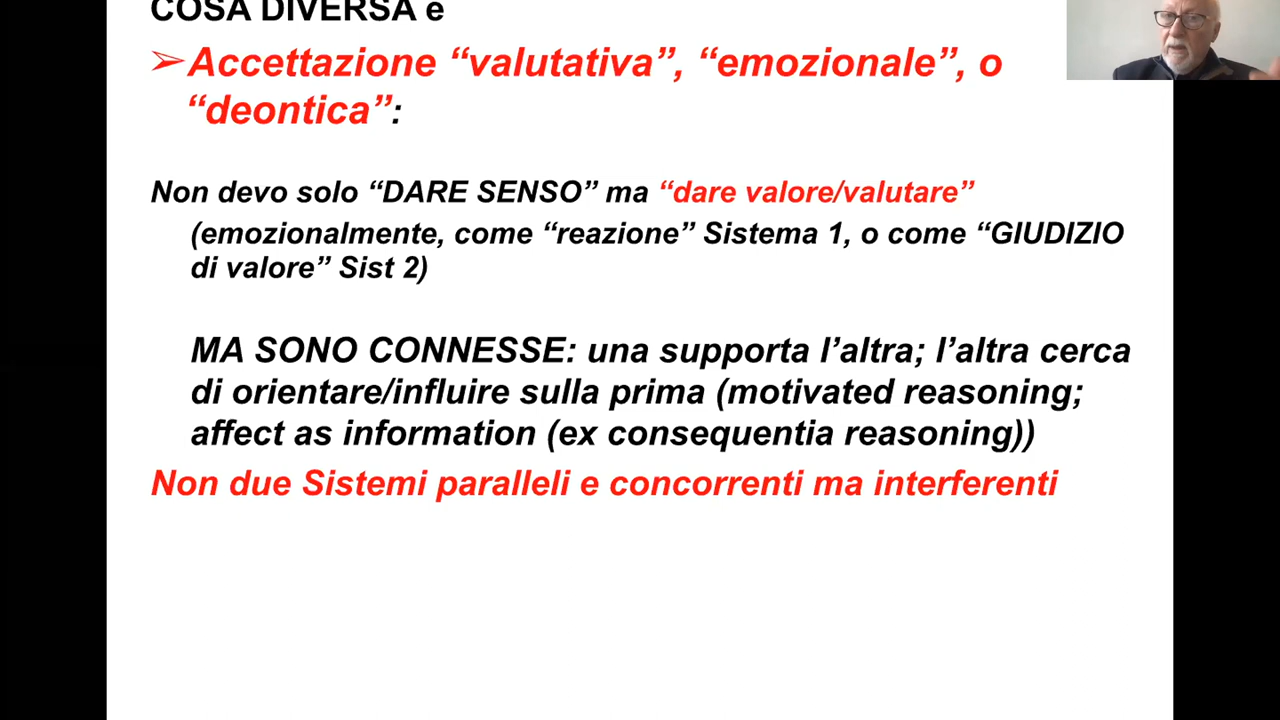 COSA DIVERSA e
➢Accettazione “valutativa”, “emozionale”, o
“deontica”:
Non devo solo “DARE SENSO” ma “dare valore/valutare”
(emozionalmente, come “reazione” Sistema 1, o come “GIUDIZIO
di valore” Sist 2)
MA SONO CONNESSE: una supporta l’altra; l’altra cerca
di orientare/influire sulla prima (motivated reasoning;
affect as information (ex consequentia reasoning))
Non due Sistemi paralleli e concorrenti ma interferenti